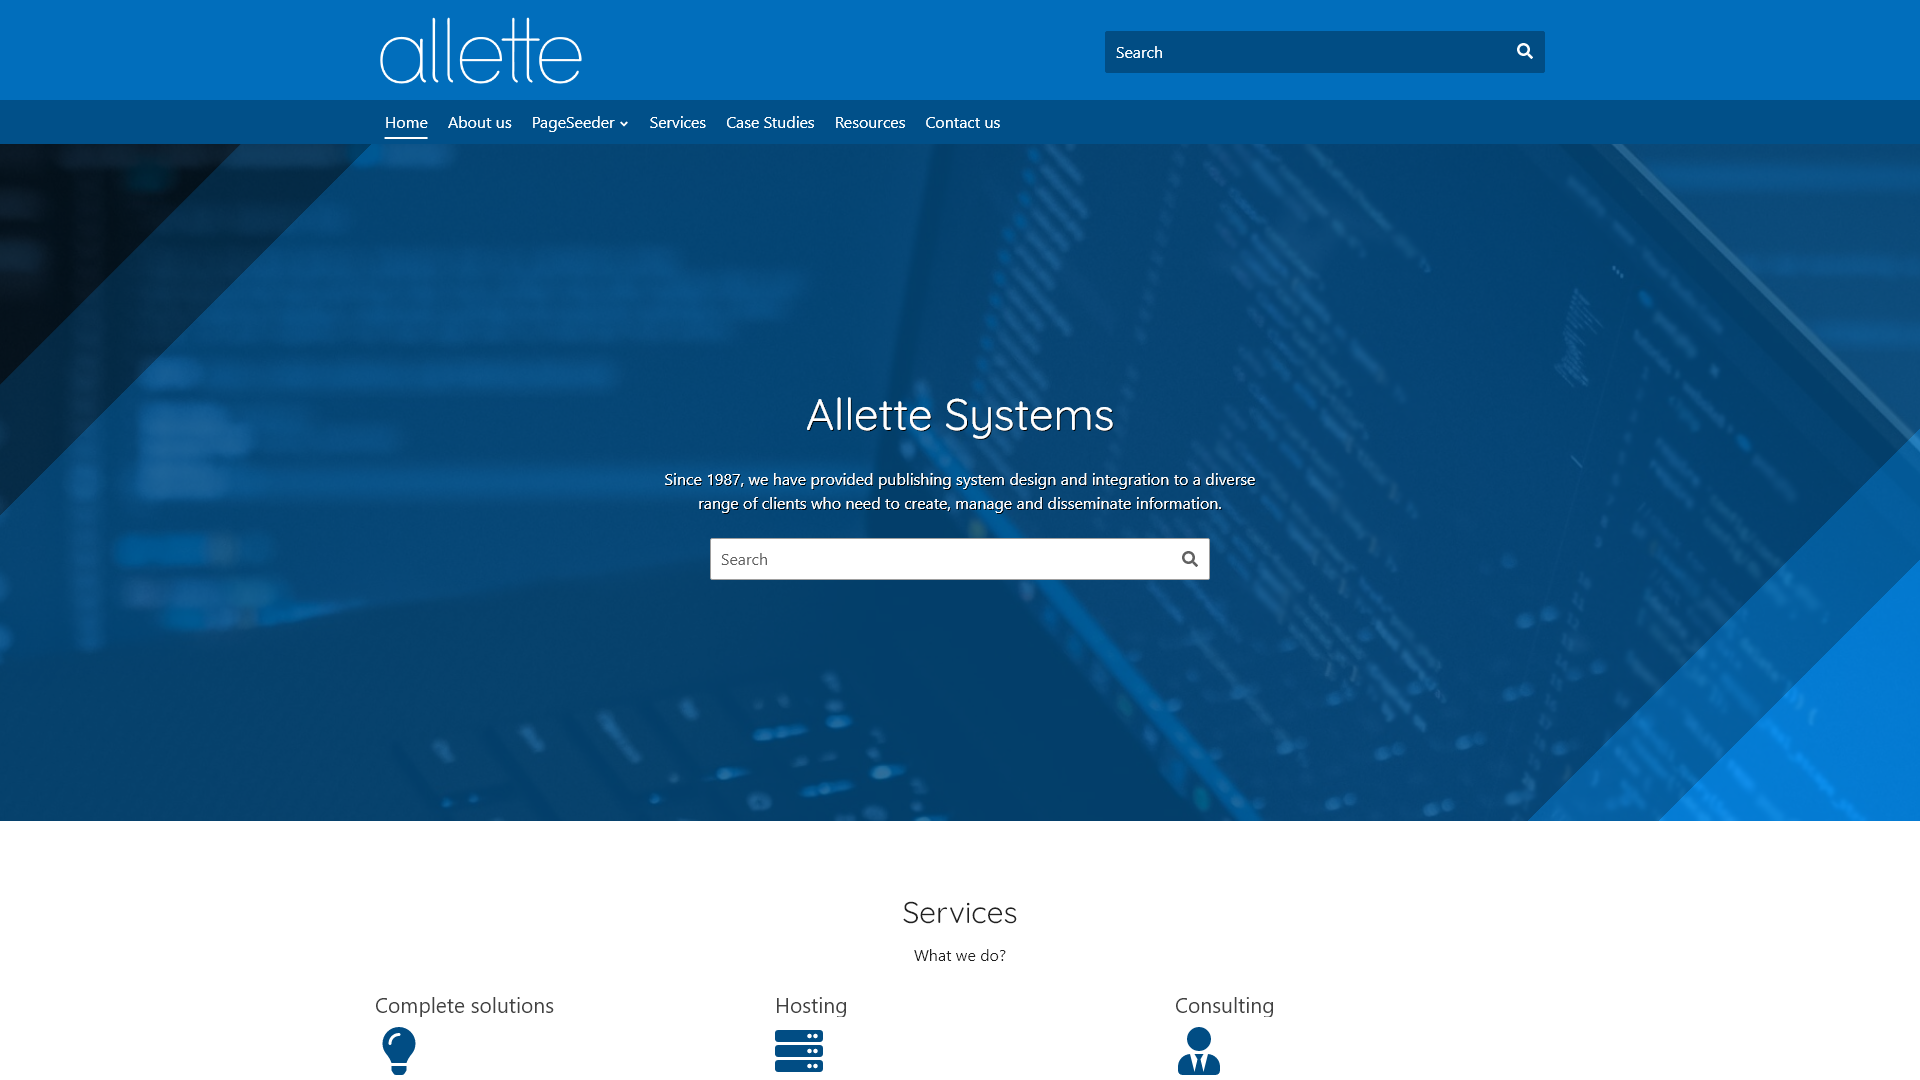 allette
Search
Home About us PageSeeder Services Case Studies Resources Contact us
Allette Systems
Since 1987, we have provided publishing system design and integration to a diverse
range of clients who need to create, manage and disseminate information.
Search
Services
What we do?
Complete solutions Hosting Consulting